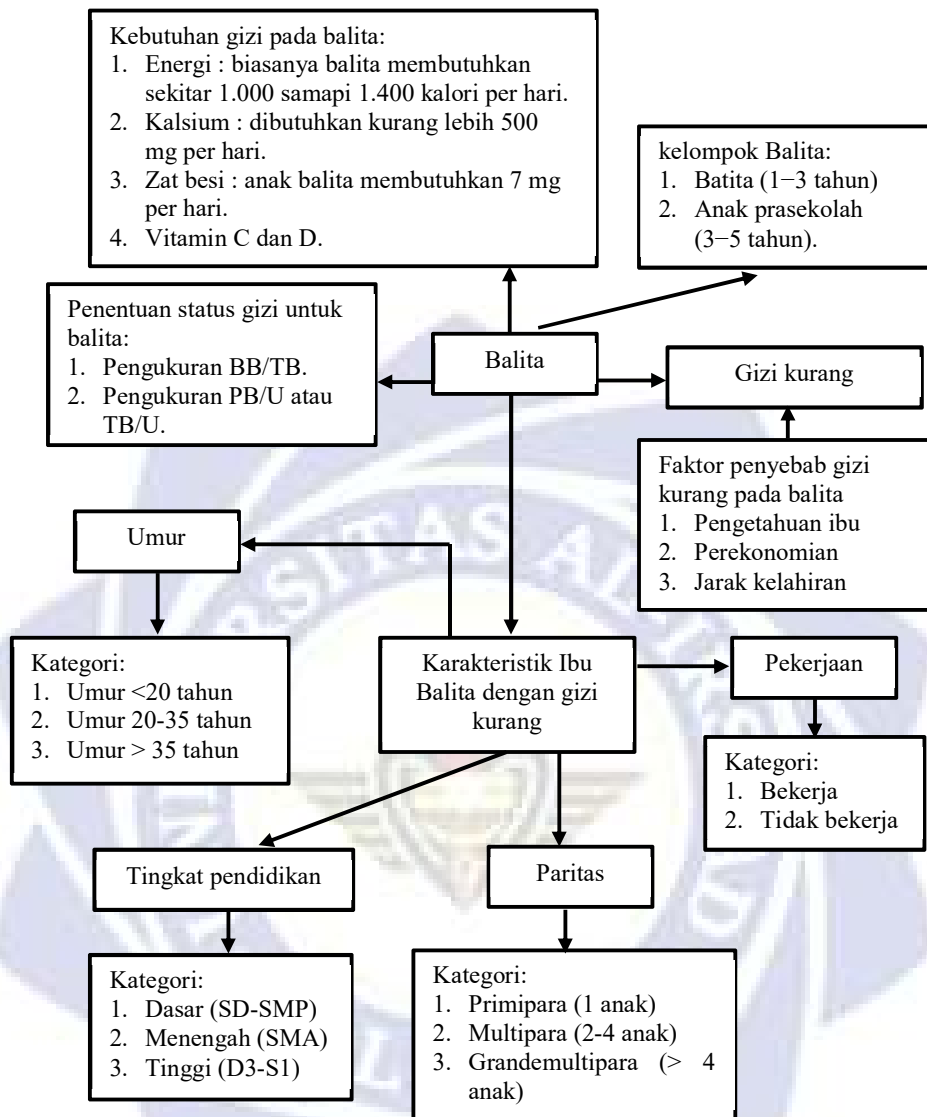 Kebutuhan gizi pada balita:
1. Energi : biasanya balita membutuhkan
sekitar 1.000 samapi 1.400 kalori per hari.
2. Kalsium : dibutuhkan kurang lebih 500
mg per hari.
3. Zat besi : anak balita membutuhkan 7 mg
per hari.
4. Vitamin C dan D.
kelompok Balita:
1. Batita (1−3 tahun)
2. Anak prasekolah
(3−5 tahun).
Penentuan status gizi untuk
balita:
1. Pengukuran BB/TB.
2. Pengukuran PB/U atau
TB/U.
Balita
Gizi kurang
Faktor penyebab gizi
kurang pada balita
1. Pengetahuan ibu
2. Perekonomian
3. Jarak kelahiran
Umur
Kategori:
1. Umur <20 tahun
2. Umur 20-35 tahun
3. Umur > 35 tahun
Karakteristik Ibu
Balita dengan gizi
kurang
Pekerjaan
Kategori:
1. Bekerja
2. Tidak bekerja
Tingkat pendidikan
Paritas
Kategori:
1. Dasar (SD-SMP)
2. Menengah (SMA)
3. Tinggi (D3-S1)
Kategori:
1. Primipara (1 anak)
2. Multipara (2-4 anak)
3. Grandemultipara (> 4
anak)